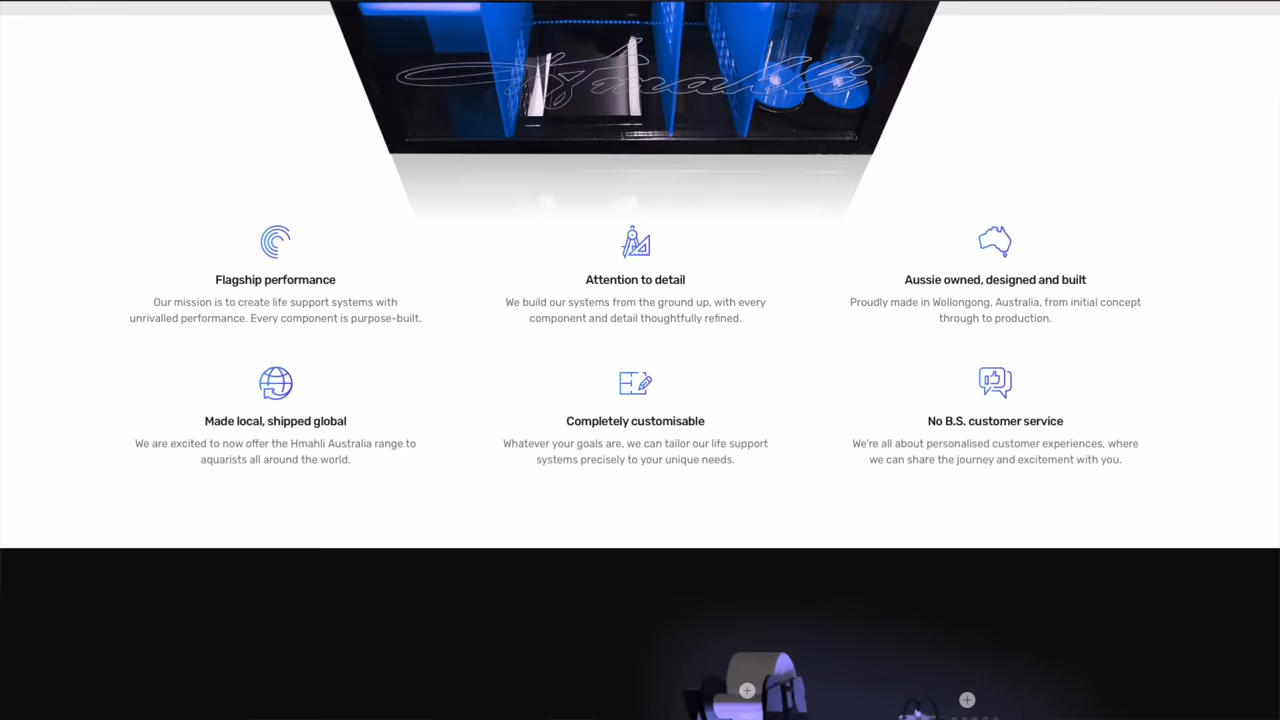 Hmahli
Flagship performance
Our mission is to create life support systems with
unrivalled performance. Every component is purpose-built.
Attention to detail
We build our systems from the ground up, with every
component and detail thoughtfully refined.
Aussie owned, designed and built
Proudly made in Wollongong, Australia, from initial concept
through to production.
Made local, shipped global
We are excited to now offer the Hmahli Australia range to
aquarists all around the world.
Completely customisable
Whatever your goals are, we can tailor our life support
systems precisely to your unique needs.
No B.S. customer service
We're all about personalised customer experiences, where
we can share the journey and excitement with you.